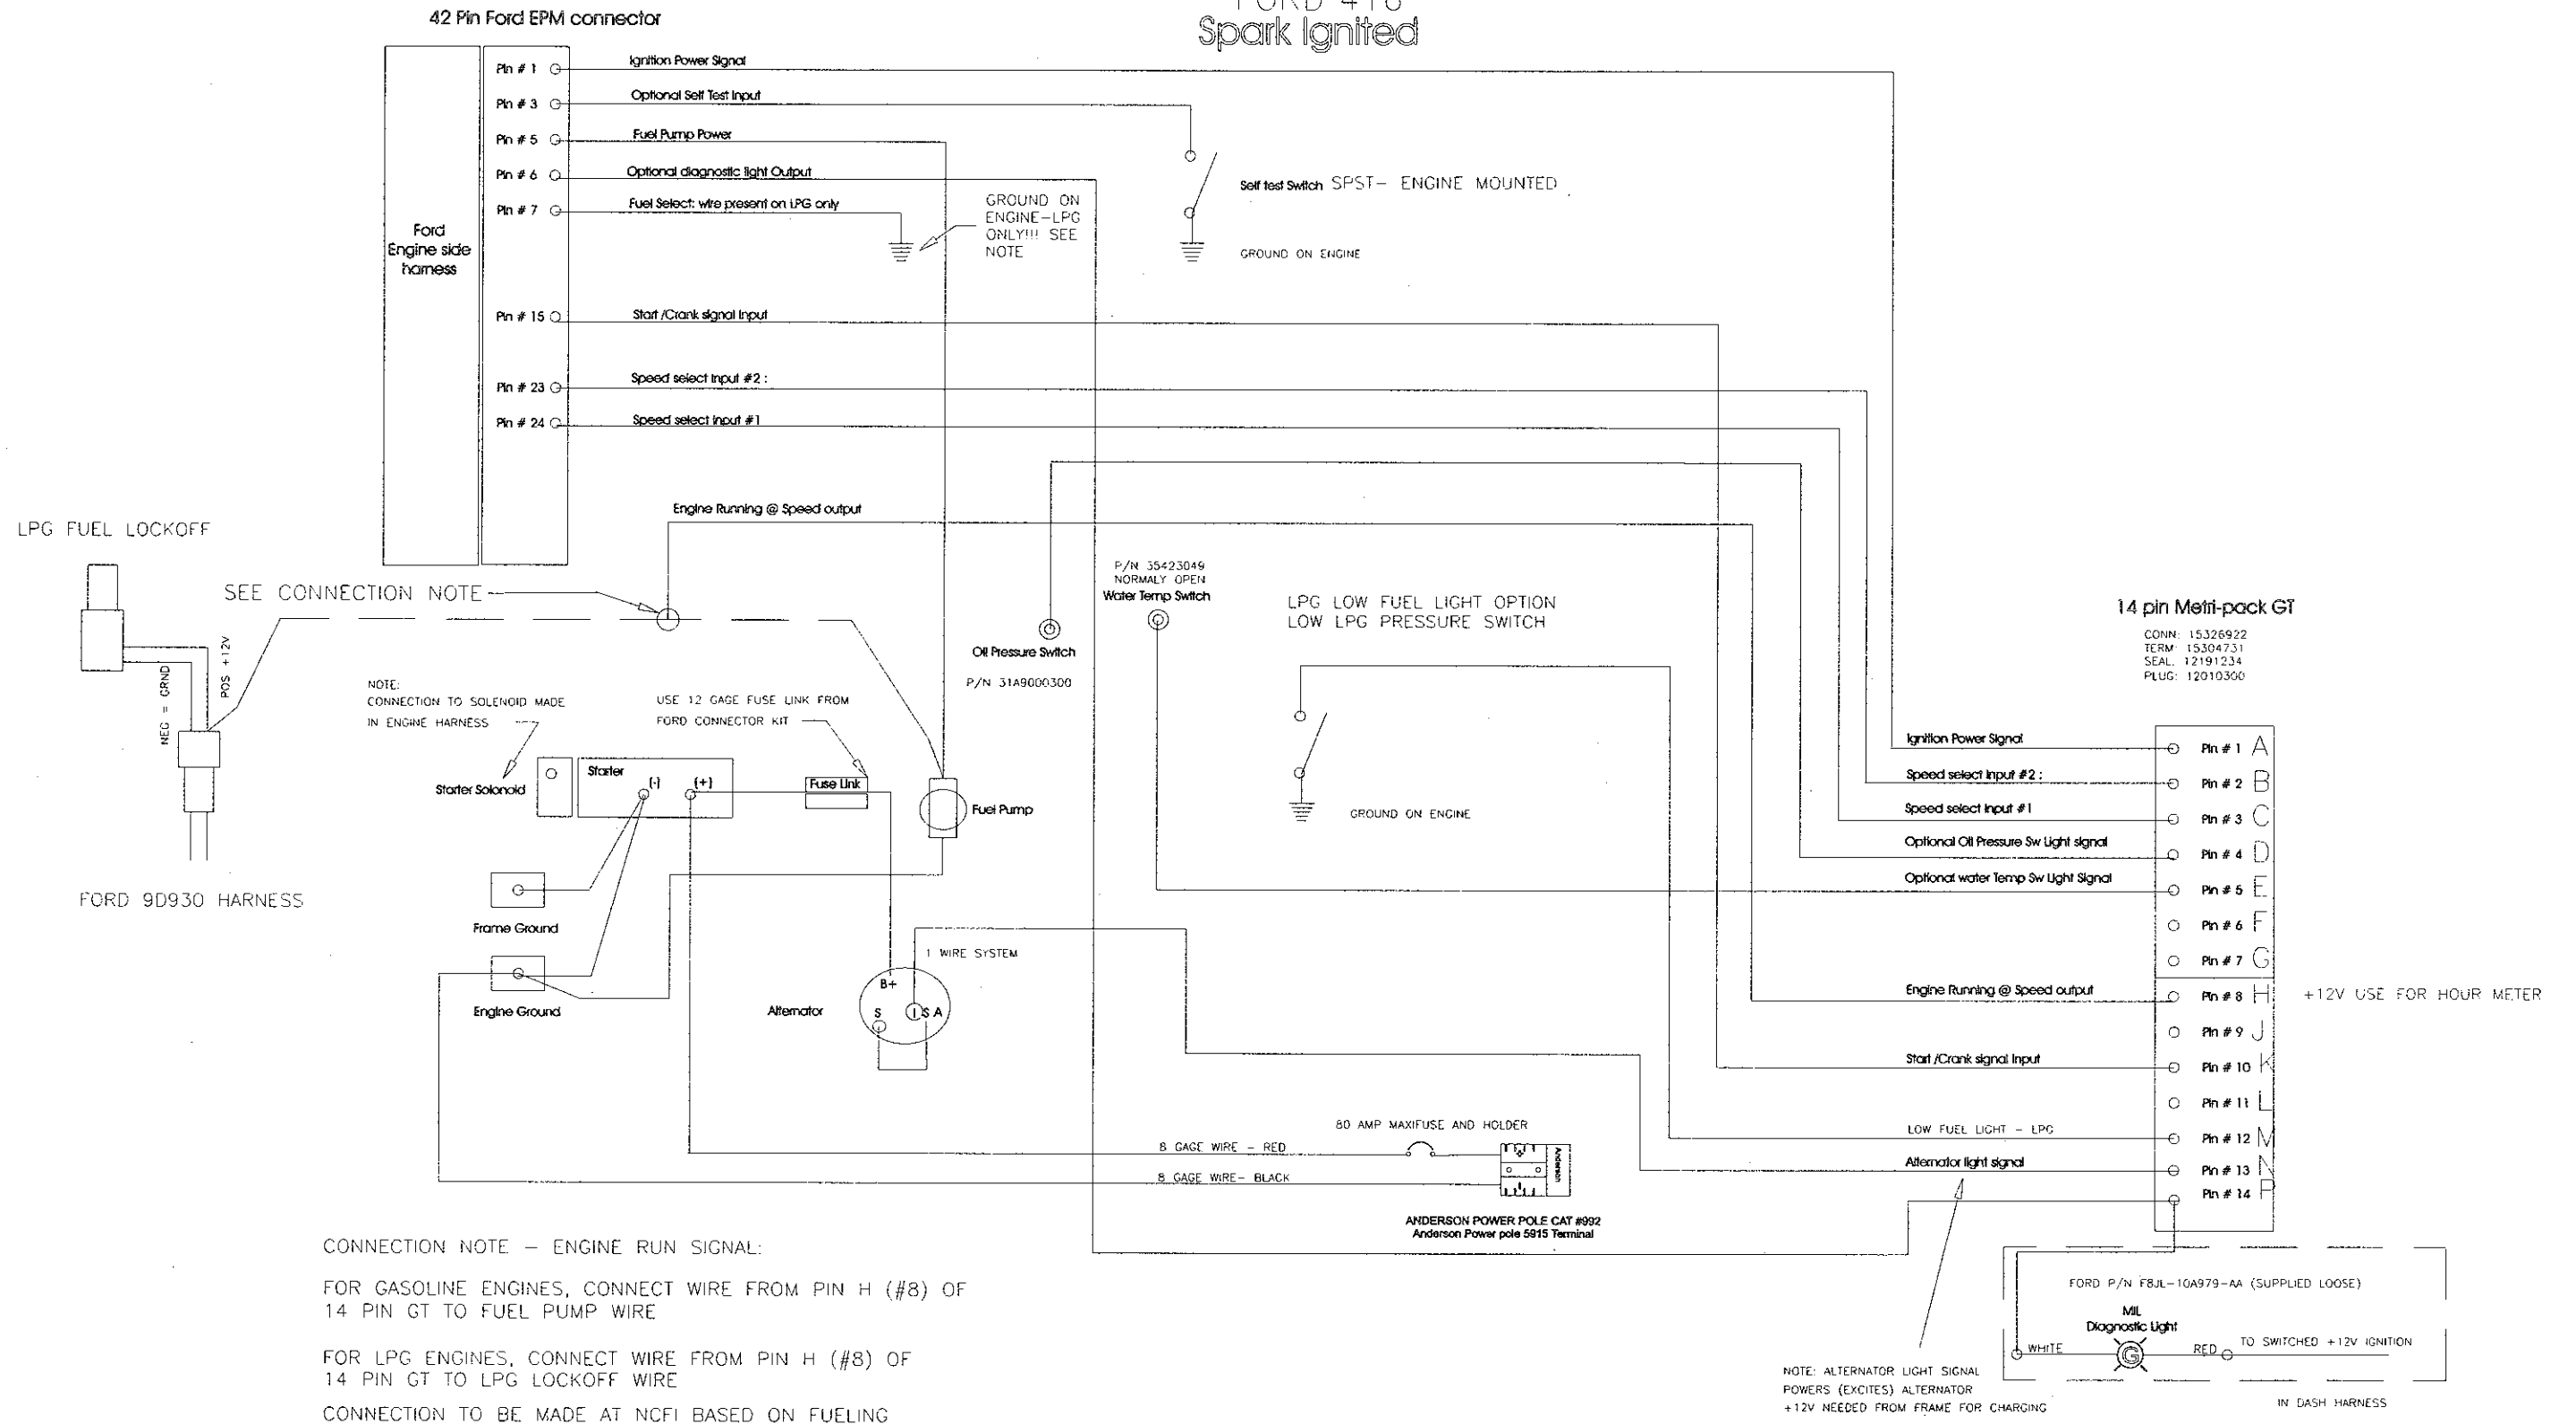 42 Pin Ford EPM connector
Spark Ignited
Pin # 1
Ignition Power Signal
Pin # 3
Optional Self Test Input
Pin # 5
Fuel Pump Power
Pin # 6
Optional diagnostic light Output
Pin # 7
Fuel Select: wire present on LPG only
Ford
Engine side
harness
GROUND ON
ENGINE-LPG
ONLY!!! SEE
NOTE
Self test Switch SPST- ENGINE MOUNTED
GROUND ON ENGINE
Pin # 15
Start /Crank signal Input
Pin # 23
Speed select Input #2 :
Pin # 24
Speed select Input #1
Engine Running @ Speed output
LPG FUEL LOCKOFF
SEE CONNECTION NOTE
POS +12V
NEG = GRND
FORD 9D930 HARNESS
NOTE:
CONNECTION TO SOLENOID MADE
IN ENGINE HARNESS
USE 12 GAGE FUSE LINK FROM
FORD CONNECTOR KIT
Starter Solonoid
Starter
(-)
(+)
Fuse Link
Fuel Pump
Oil Pressure Switch
P/N 31A9000300
P/N 35423049
NORMALY OPEN
Water Temp Switch
LPG LOW FUEL LIGHT OPTION
LOW LPG PRESSURE SWITCH
GROUND ON ENGINE
Frame Ground
Engine Ground
1 WIRE SYSTEM
Alternator
B+
S
I S A
14 pin Metri-pack GT
CONN: 15326922
TERM: 15304731
SEAL. 12191234
PLUG: 12010300
Ignition Power Signal
Pin # 1 A
Speed select Input #2 :
Pin # 2 B
Speed select Input #1
Pin # 3 C
Optional Oil Pressure Sw Light signal
Pin # 4 D
Optional water Temp Sw Light Signal
Pin # 5 E
Pin # 6 F
Pin # 7 G
Engine Running @ Speed output
Pin # 8 H
+12V USE FOR HOUR METER
Pin # 9 J
Start /Crank signal Input
Pin # 10 K
Pin # 11 L
LOW FUEL LIGHT - LPG
Pin # 12 M
Alternator light signal
Pin # 13 N
Pin # 14 P
80 AMP MAXIFUSE AND HOLDER
8 GAGE WIRE - RED
8 GAGE WIRE- BLACK
Anderson
ANDERSON POWER POLE CAT #992
Anderson Power pole 5915 Terminal
CONNECTION NOTE - ENGINE RUN SIGNAL:
FOR GASOLINE ENGINES, CONNECT WIRE FROM PIN H (#8) OF
14 PIN GT TO FUEL PUMP WIRE
FOR LPG ENGINES, CONNECT WIRE FROM PIN H (#8) OF
14 PIN GT TO LPG LOCKOFF WIRE
CONNECTION TO BE MADE AT NCFI BASED ON FUELING
FORD P/N F8JL-10A979-AA (SUPPLIED LOOSE)
MIL
Diagnostic Light
WHITE
G
RED
TO SWITCHED +12V IGNITION
IN DASH HARNESS
NOTE: ALTERNATOR LIGHT SIGNAL
POWERS (EXCITES) ALTERNATOR
+12V NEEDED FROM FRAME FOR CHARGING